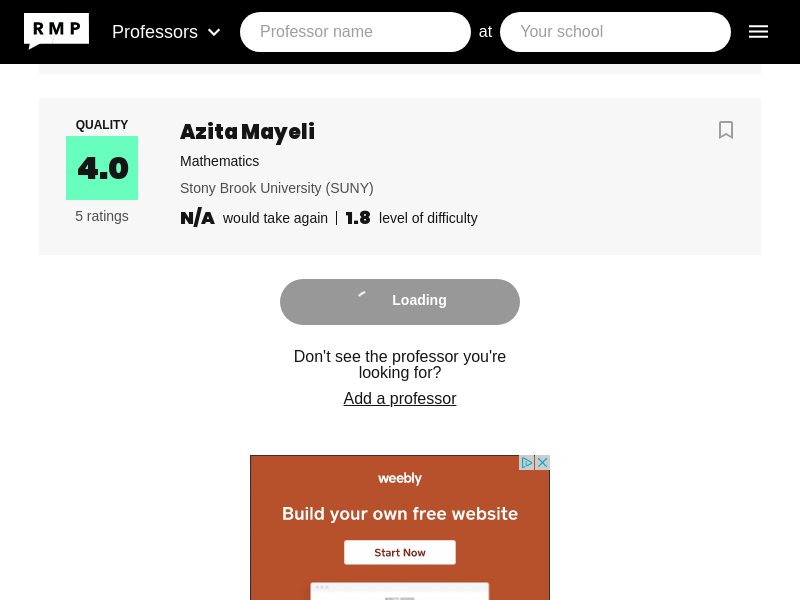 RMP Professors Professor name at Your school
QUALITY
4.0
5 ratings
Azita Mayeli
Mathematics
Stony Brook University (SUNY)
N/A would take again | 1.8 level of difficulty
Loading
Don't see the professor you're
looking for?
Add a professor
weebly
Build your own free website
Start Now